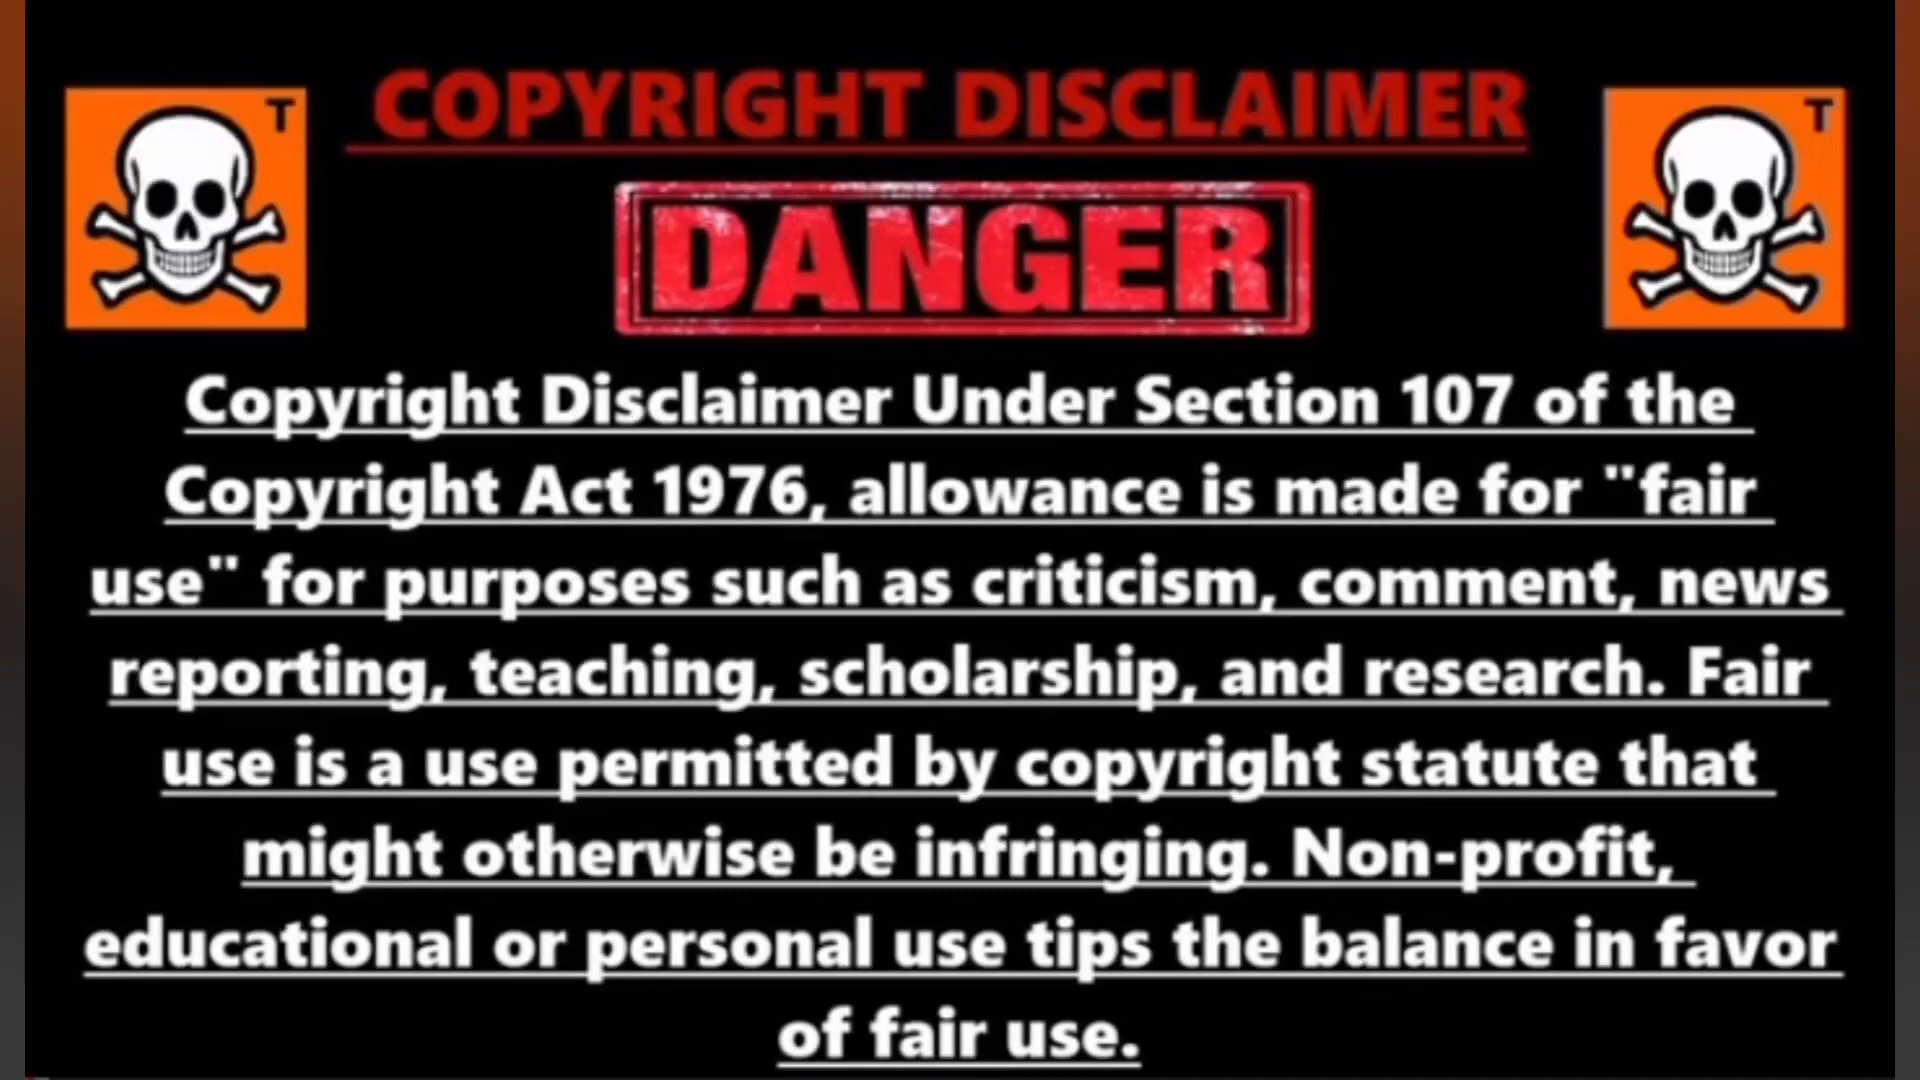 T
COPYRIGHT DISCLAIMER
T
DANGER
Copyright Disclaimer Under Section 107 of the
Copyright Act 1976, allowance is made for "fair
use" for purposes such as criticism, comment, news
reporting, teaching, scholarship, and research. Fair
use is a use permitted by copyright statute that
might otherwise be infringing. Non-profit,
educational or personal use tips the balance in favor
of fair use.